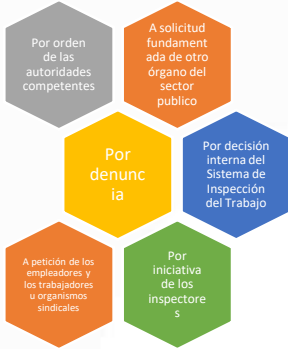 Por orden
de las
autoridades
competentes
A solicitud
fundament
ada de otro
órgano del
sector
publico
Por
denunc
ia
Por decisión
interna del
Sistema de
Inspección
del Trabajo
A petición de los
empleadores y
los trabajadores
u organismos
sindicales
Por
iniciativa
de los
inspectore
s